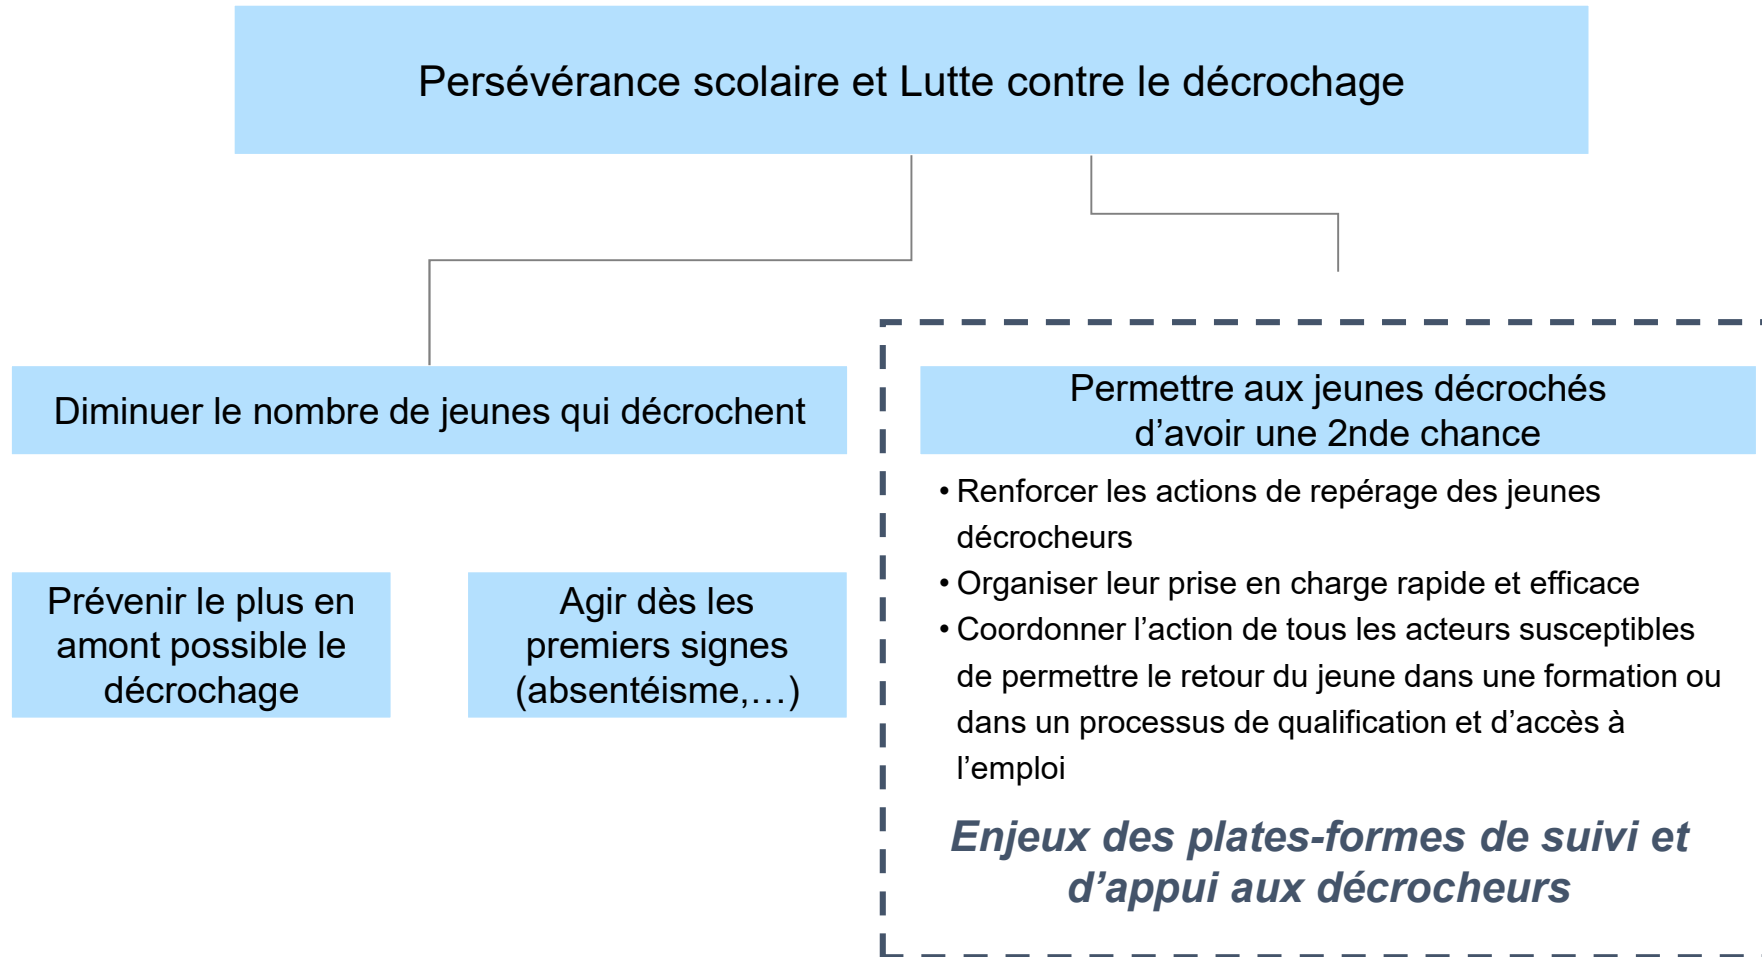 Persévérance scolaire et Lutte contre le décrochage
Diminuer le nombre de jeunes qui décrochent
Prévenir le plus en
amont possible le
décrochage
Agir dès les
premiers signes
(absentéisme,…)
Permettre aux jeunes décrochés
d’avoir une 2nde chance
• Renforcer les actions de repérage des jeunes
décrocheurs
• Organiser leur prise en charge rapide et efficace
• Coordonner l’action de tous les acteurs susceptibles
de permettre le retour du jeune dans une formation ou
dans un processus de qualification et d’accès à
l’emploi
Enjeux des plates-formes de suivi et
d’appui aux décrocheurs